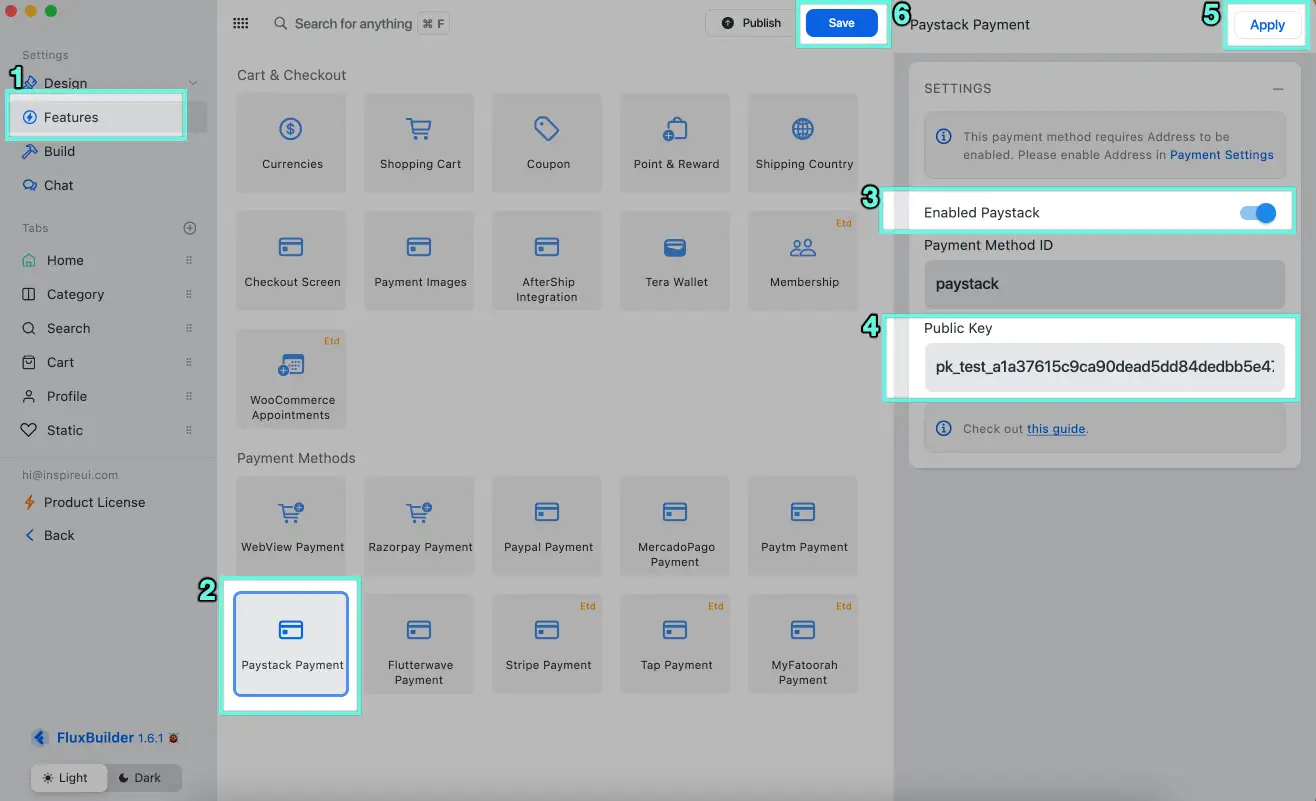 Settings
1
Design
Features
Build
Chat
Tabs
Home
Category
Search
Cart
Profile
Static
hi@inspireui.com
Product License
Back
FluxBuilder 1.6.1
Light
Dark
Search for anything
⌘ F
Publish
Save
6
Cart & Checkout
Currencies
Shopping Cart
Coupon
Point & Reward
Shipping Country
Checkout Screen
Payment Images
AfterShip
Integration
Tera Wallet
Etd
Membership
Etd
WooCommerce
Appointments
Payment Methods
WebView Payment
Razorpay Payment
Paypal Payment
MercadoPago
Payment
Paytm Payment
2
Paystack Payment
Flutterwave
Payment
Etd
Stripe Payment
Etd
Tap Payment
Etd
MyFatoorah
Payment
Paystack Payment
5
Apply
SETTINGS
This payment method requires Address to be
enabled. Please enable Address in Payment Settings
3
Enabled Paystack
Payment Method ID
paystack
4
Public Key
pk_test_a1a37615c9ca90dead5dd84dedbb5e47
Check out this guide.